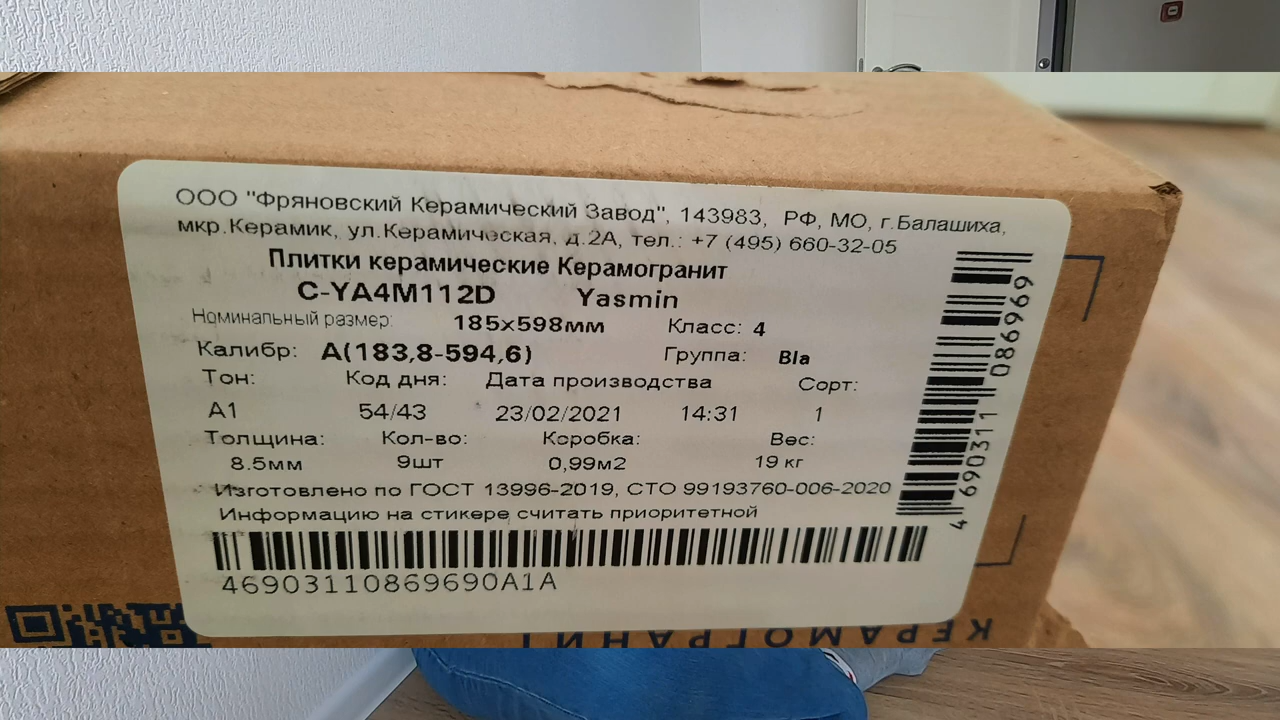 ООО "Фряновский Керамический Завод", 143983, РФ, МО, г.Балашиха,
мкр.Керамик, ул.Керамическая, д.2А, тел.: +7 (495) 660-32-05
Плитки керамические Керамогранит
C-YA4M112D Yasmin
Номинальный размер: 185x598мм Класс: 4
Калибр: A(183,8-594,6) Группа: BIa
Тон: Код дня: Дата производства Сорт:
A1 54/43 23/02/2021 14:31 1
Толщина: Кол-во: Коробка: Вес:
8.5мм 9шт 0,99м2 19 кг
Изготовлено по ГОСТ 13996-2019, СТО 99193760-006-2020
Информацию на стикере считать приоритетной
46903110869690A1A
4 690311 086969
КЕРАМОГРАНИТ